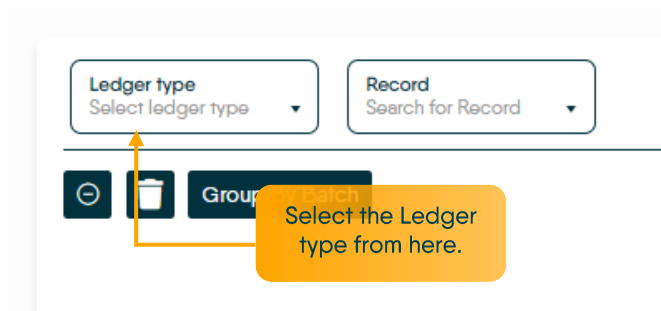 Ledger type
Select ledger type
Record
Search for Record
Group By Batch
Select the Ledger
type from here.